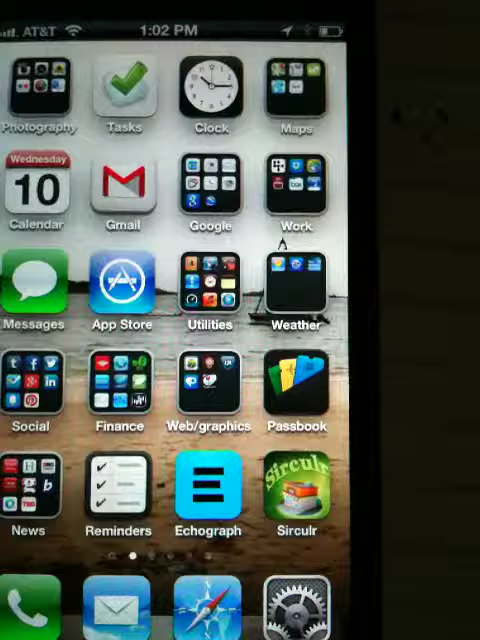 AT&T 1:02 PM
Photography Tasks Clock Maps
Wednesday
10
Calendar Gmail Google Work
Messages App Store Utilities Weather
Social Finance Web/graphics Passbook
Sirculr
News Reminders Echograph Sirculr